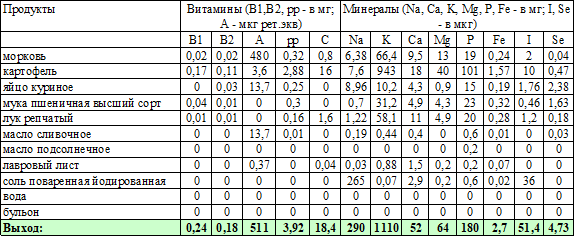 Продукты Витамины (B1,B2, pp - в мг; Минералы (Na, Ca, K, Mg, P, Fe - в мг; I, Se
А - мкг рет.экв) - в мкг)
B1 B2 A pp C Na K Ca Mg P Fe I Se
морковь 0,02 0,02 480 0,32 0,8 6,38 66,4 9,5 13 19 0,24 2 0,04
картофель 0,17 0,11 3,6 2,88 16 7,6 943 18 40 101 1,57 10 0,47
яйцо куриное 0 0,03 13,7 0,25 0 8,96 10,2 4,3 0,9 15 0,19 1,76 2,38
мука пшеничная высший сорт 0,04 0,01 0 0,3 0 0,7 31,2 4,9 4,3 23 0,32 0,46 1,63
лук репчатый 0,01 0,01 0 0,16 1,6 1,22 58,1 11 4,9 20 0,28 1,2 0,18
масло сливочное 0 0 13,7 0,01 0 0,19 0,44 0,4 0 0,6 0,01 0 0,03
масло подсолнечное 0 0 0 0 0 0 0 0 0 0,2 0 0 0
лавровый лист 0 0 0,37 0 0,04 0,03 0,88 1,5 0,2 0,2 0,07 0 0
соль поваренная йодированная 0 0 0 0 0 265 0,07 2,9 0,2 0,6 0,02 36 0
вода 0 0 0 0 0 0 0 0 0 0 0 0 0
бульон 0 0 0 0 0 0 0 0 0 0 0 0 0
Выход: 0,24 0,18 511 3,92 18,4 290 1110 52 64 180 2,7 51,4 4,73